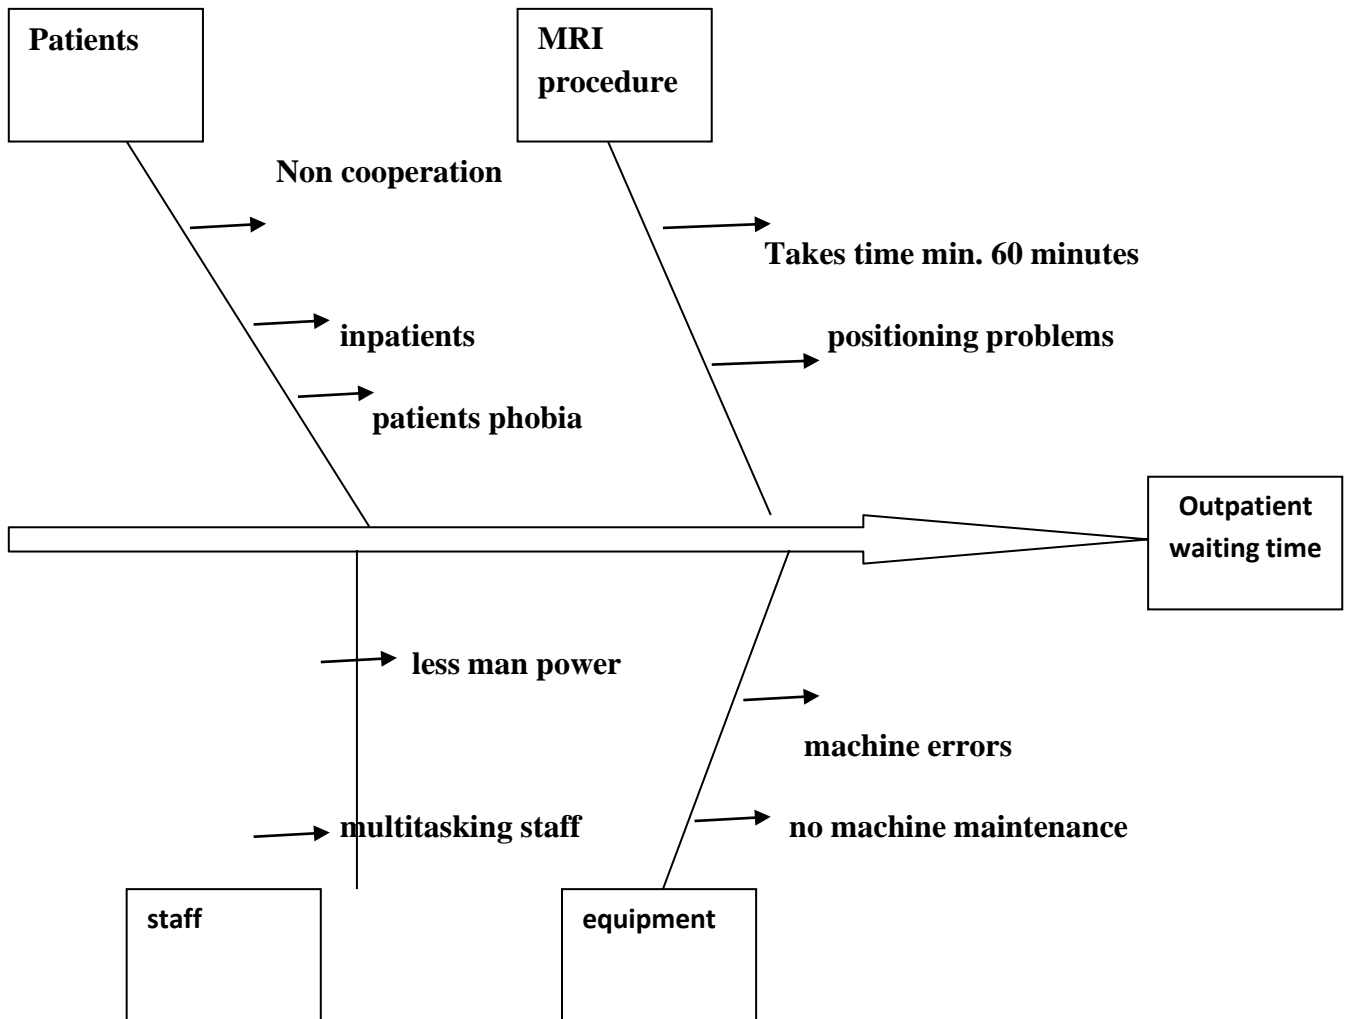 Patients
MRI
procedure
Non cooperation
Takes time min. 60 minutes
inpatients
positioning problems
patients phobia
Outpatient
waiting time
less man power
machine errors
multitasking staff
no machine maintenance
staff
equipment